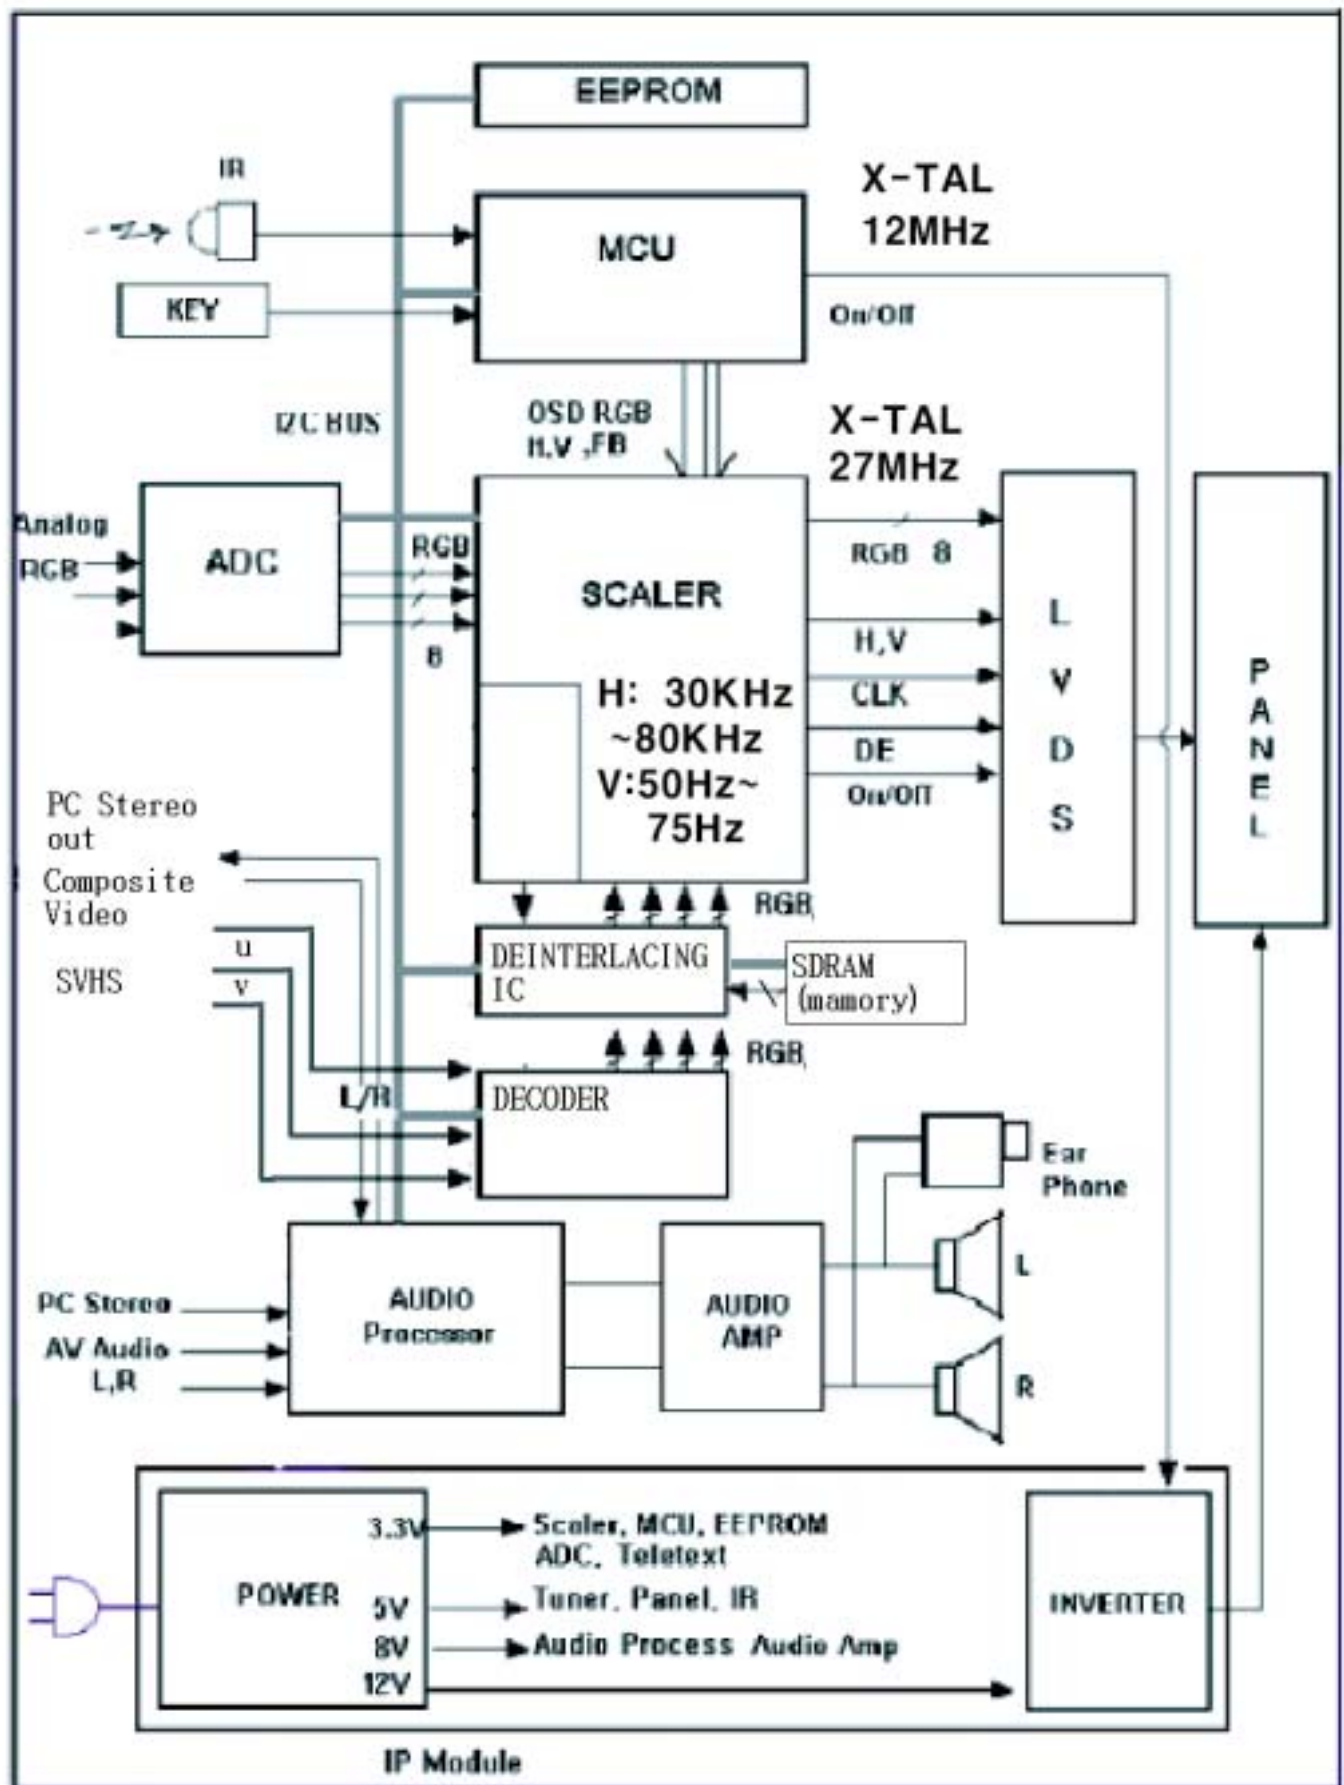 EEPROM
IR
X-TAL
12MHz
MCU
KEY
On/Off
I2C BUS
OSD RGB
H.V ,FB
X-TAL
27MHz
Analog
RGB
ADC
RGB
8
SCALER
H: 30KHz
~80KHz
V:50Hz~
75Hz
RGB 8
H,V
CLK
DE
On/Off
L
V
D
S
P
A
N
E
L
PC Stereo
out
Composite
Video
u
SVHS
v
RGB
DEINTERLACING
IC
SDRAM
(mamory)
RGB
L/R
DECODER
Ear
Phone
L
R
PC Stereo
AV Audio
L,R
AUDIO
Processor
AUDIO
AMP
POWER
3.3V
Scaler, MCU, EEPROM
ADC, Teletext
5V
Tuner, Panel, IR
8V
Audio Process Audio Amp
12V
INVERTER
IP Module